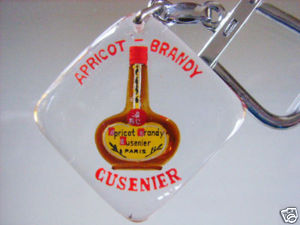 APRICOT - BRANDY
Apricot Brandy
Cusenier
PARIS
CUSENIER